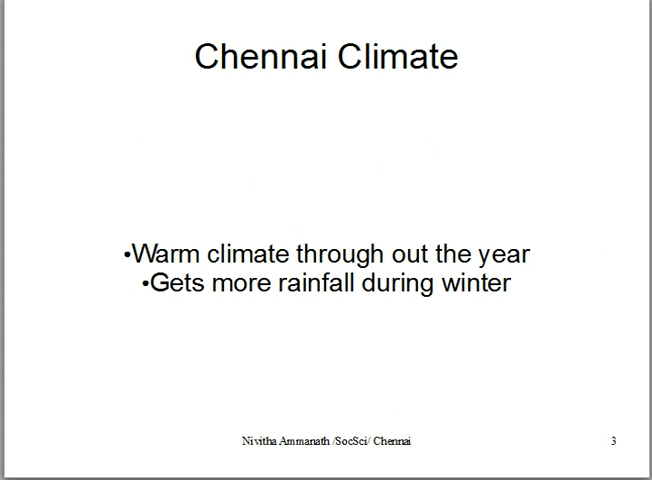 Chennai Climate
•Warm climate through out the year
•Gets more rainfall during winter
Nivitha Ammanath /SocSci/ Chennai
3